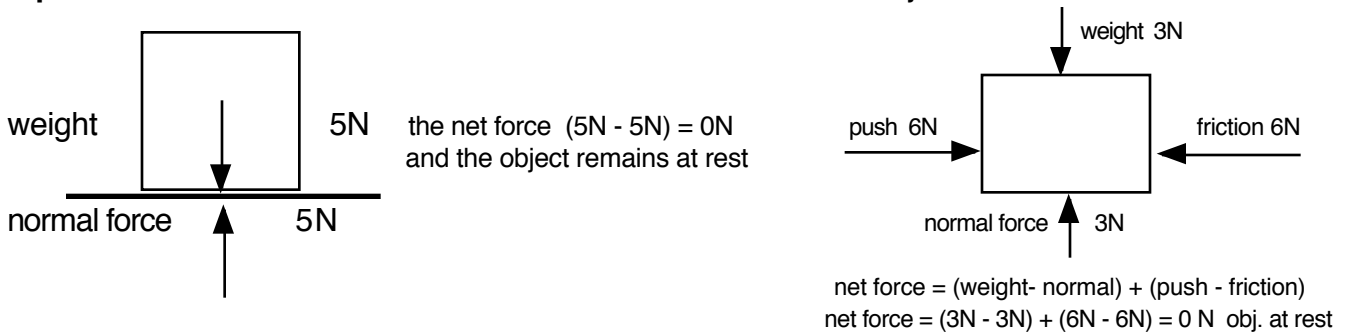 weight 5N
the net force (5N - 5N) = 0N
and the object remains at rest
normal force 5N
weight 3N
push 6N
friction 6N
normal force 3N
net force = (weight- normal) + (push - friction)
net force = (3N - 3N) + (6N - 6N) = 0 N obj. at rest